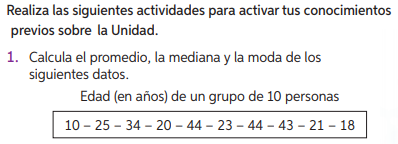 Realiza las siguientes actividades para activar tus conocimientos
previos sobre la Unidad.
1. Calcula el promedio, la mediana y la moda de los
siguientes datos.
Edad (en años) de un grupo de 10 personas
10 – 25 – 34 – 20 – 44 – 23 – 44 – 43 – 21 – 18